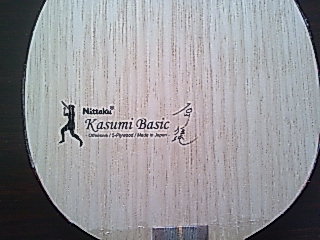 Nittaku®
Kasumi Basic
Offensive / 5-Plywood / Made in Japan